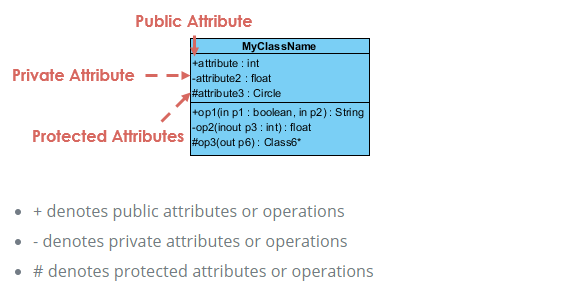 Public Attribute
MyClassName
+attribute : int
Private Attribute
-attribute2 : float
#attribute3 : Circle
Protected Attributes
+op1(in p1 : boolean, in p2) : String
-op2(inout p3 : int) : float
#op3(out p6) : Class6*
• + denotes public attributes or operations
• - denotes private attributes or operations
• # denotes protected attributes or operations